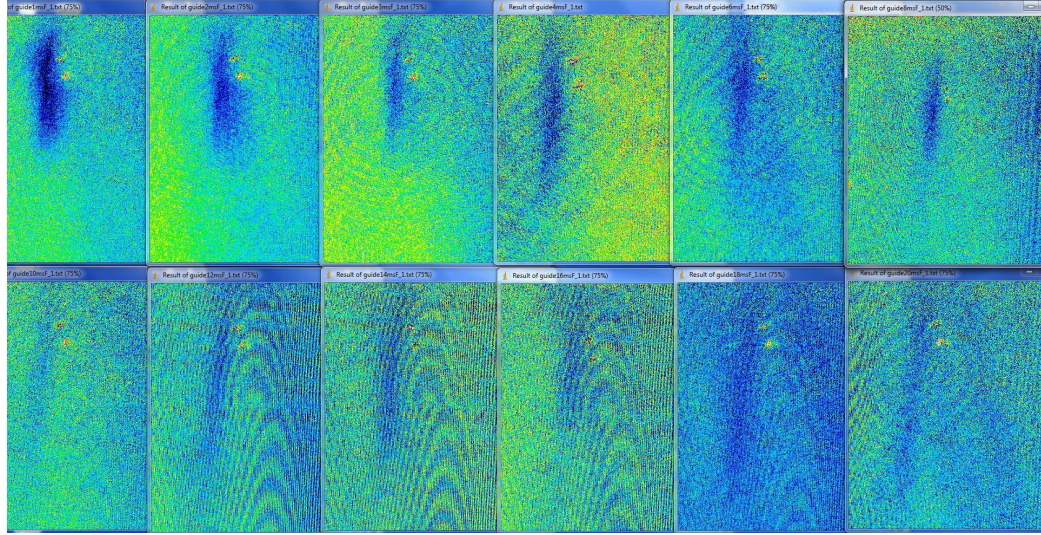 of guide1msF_1.txt (75%)
Result of guide2msF_1.txt (75%)
Result of guide3msF_1.txt (75%)
Result of guide4msF_1.txt
Result of guide6msF_1.txt (75%)
Result of guide8msF_1.txt (50%)
of guide10msF_1.txt (75%)
Result of guide12msF_1.txt (75%)
Result of guide14msF_1.txt (75%)
Result of guide16msF_1.txt (75%)
Result of guide18msF_1.txt (75%)
Result of guide20msF_1.txt (75%)